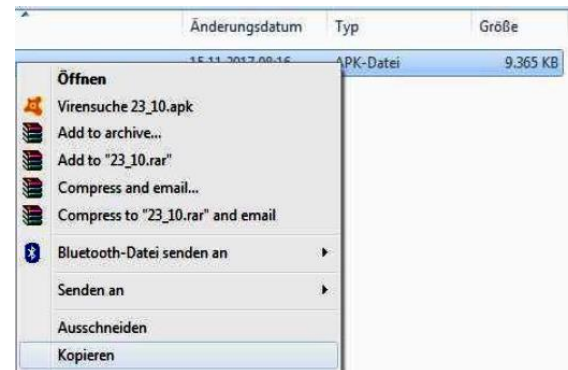 Änderungsdatum Typ Größe
15.11.2017 08:16 APK-Datei 9.365 KB
Öffnen
Virensuche 23_10.apk
Add to archive...
Add to "23_10.rar"
Compress and email...
Compress to "23_10.rar" and email
Bluetooth-Datei senden an
Senden an
Ausschneiden
Kopieren